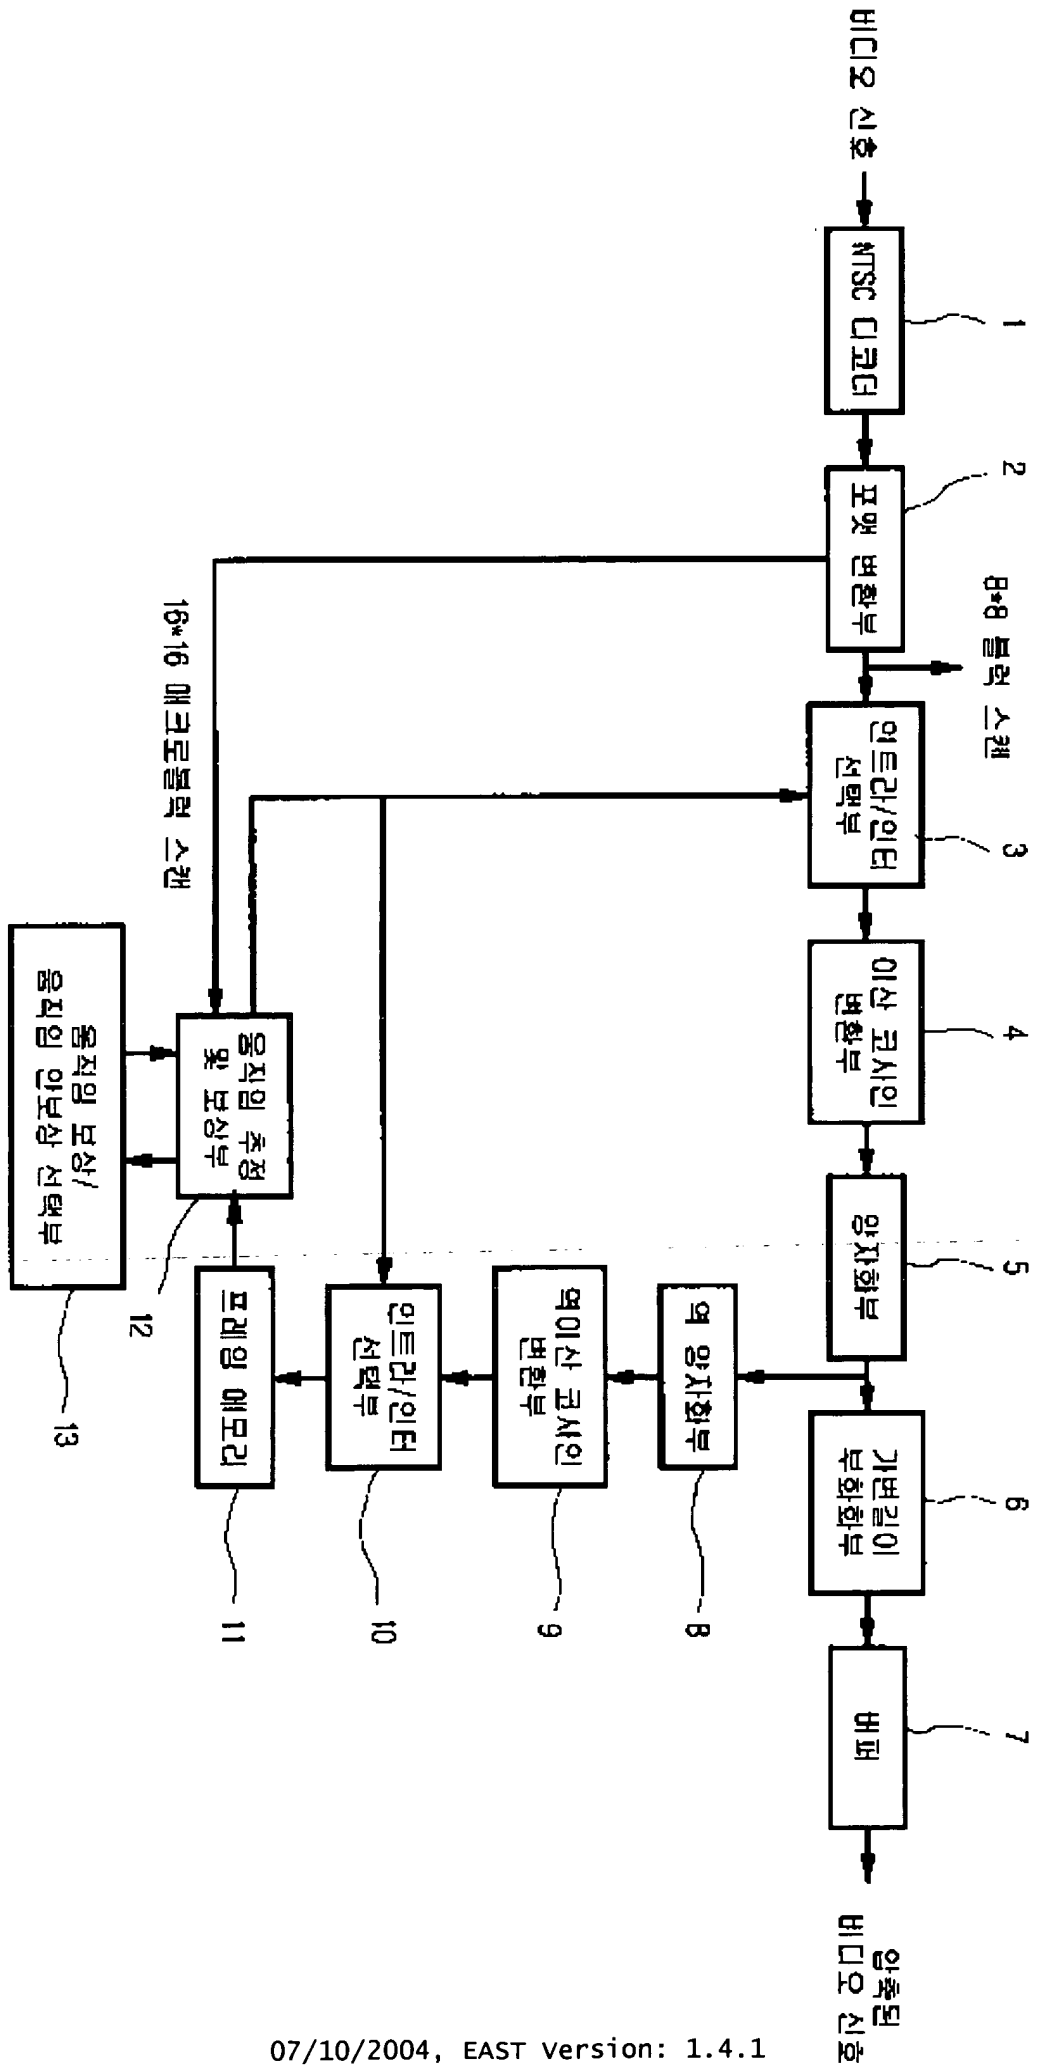 비디오 신호
NTSC 디코더
1
포맷 변환부
2
8*8 블럭 스캔
16*16 매크로블럭 스캔
인트라/인터
선택부
3
이산 코사인
변환부
4
양자화부
5
가변길이
부호화부
6
버퍼
7
압축된
비디오 신호
역 양자화부
8
역이산 코사인
변환부
9
인트라/인터
선택부
10
프레임 메모리
11
움직임 추정
및 보상부
12
움직임 보상/
움직임 안보상 선택부
13
07/10/2004, EAST Version: 1.4.1